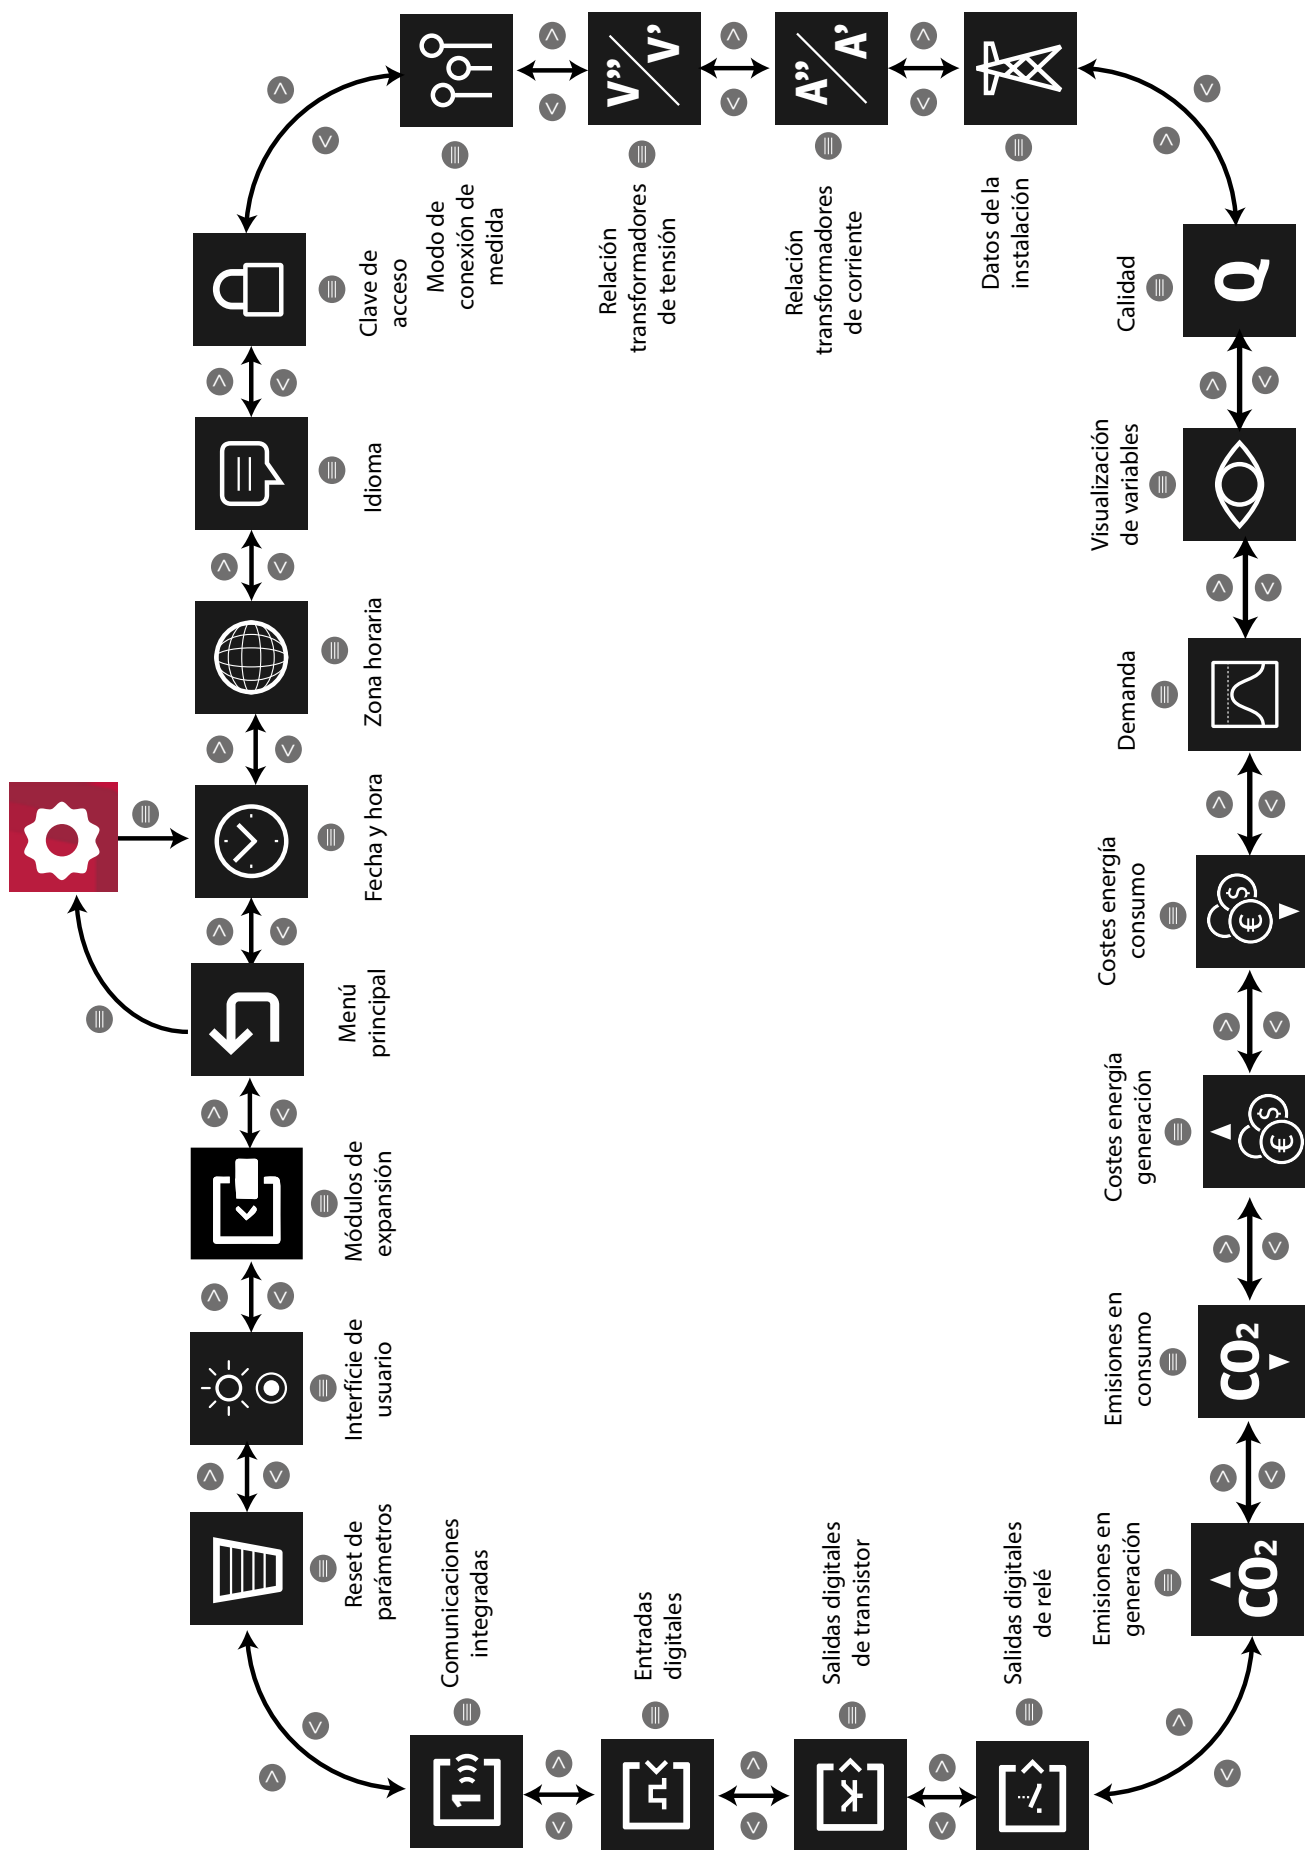 Reset de
parámetros
Interficie de
usuario
Módulos de
expansión
Menú
principal
Fecha y hora
Zona horaria
Idioma
Clave de
acceso
1
Comunicaciones
integradas
Modo de
conexión de
medida
Entradas
digitales
Relación
transformadores
de tensión
V’’/V’
Salidas digitales
de transistor
Relación
transformadores
de corriente
A’’/A’
Salidas digitales
de relé
Datos de la
instalación
Emisiones en
generación
CO2
Emisiones en
consumo
CO2
Costes energía
generación
€ $
Costes energía
consumo
€ $
Demanda
Visualización
de variables
Calidad
Q